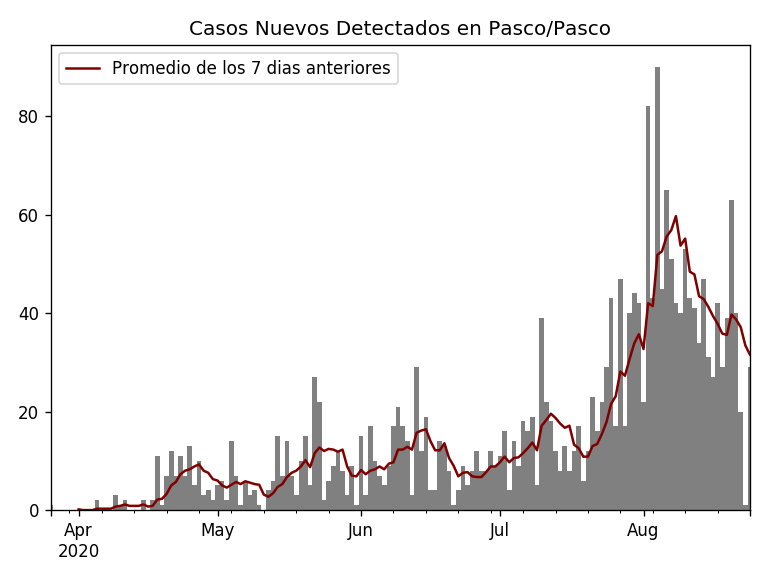 Casos Nuevos Detectados en Pasco/Pasco
Promedio de los 7 dias anteriores
80
60
40
20
0
Apr May Jun Jul Aug
2020